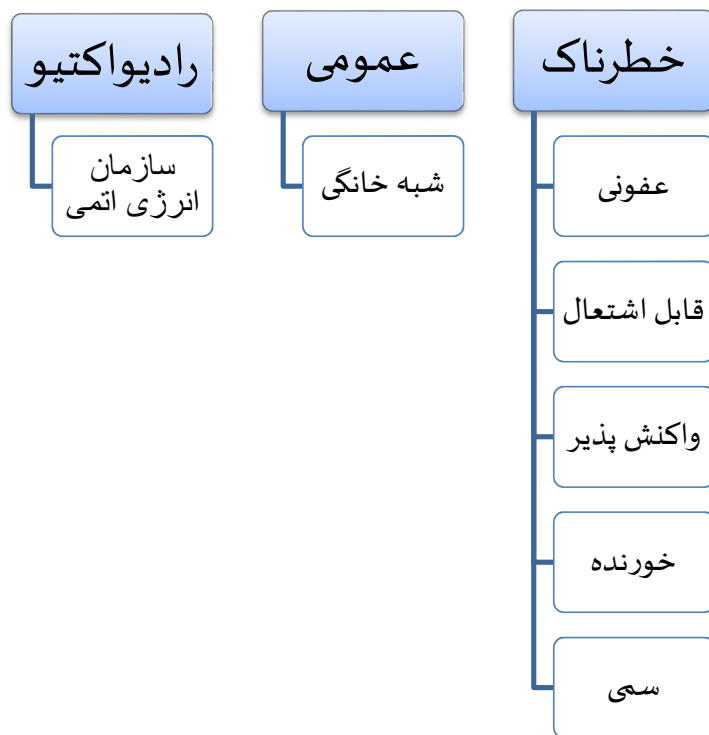 خطرناک
عفونی
قابل اشتعال
واکنش پذیر
خورنده
سمی
عمومی
شبه خانگی
رادیواکتیو
سازمان
انرژی اتمی